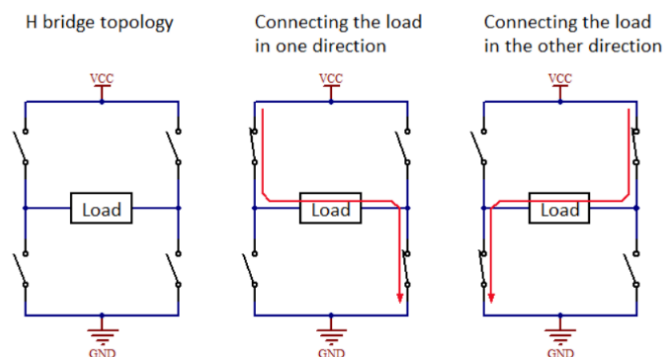 H bridge topology
Connecting the load
in one direction
Connecting the load
in the other direction
VCC
VCC
VCC
Load
Load
Load
GND
GND
GND